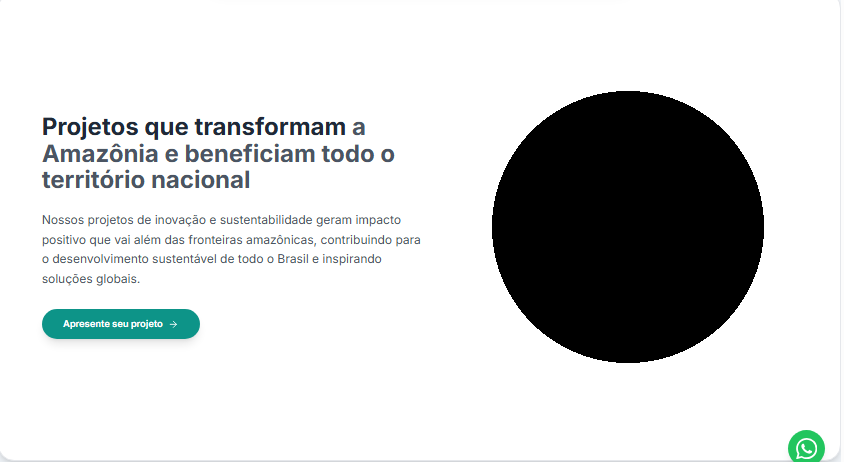 Projetos que transformam a
Amazônia e beneficiam todo o
território nacional
Nossos projetos de inovação e sustentabilidade geram impacto
positivo que vai além das fronteiras amazônicas, contribuindo para
o desenvolvimento sustentável de todo o Brasil e inspirando
soluções globais.
Apresente seu projeto →